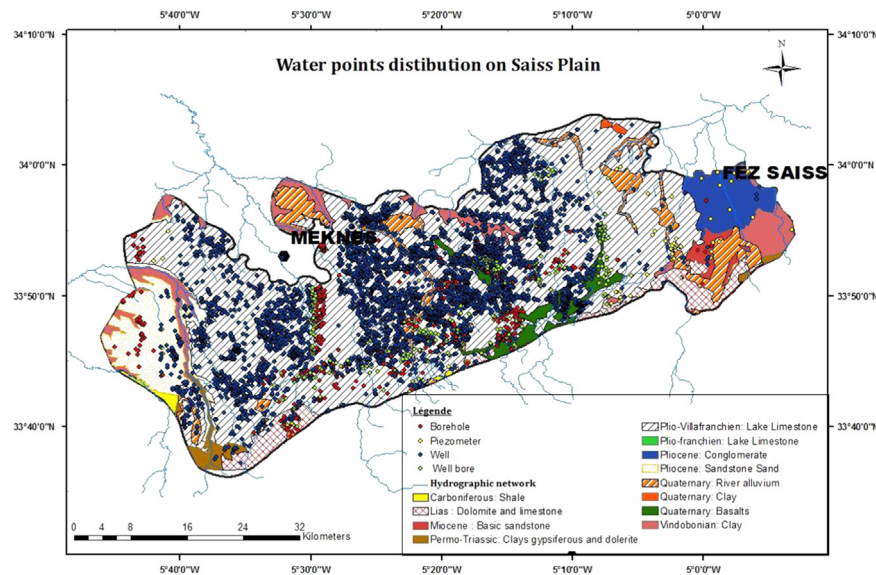 5°40'0"W 5°30'0"W 5°20'0"W 5°10'0"W 5°0'0"W
34°10'0"N 34°10'0"N
Water points distibution on Saiss Plain
N
34°0'0"N 34°0'0"N
FEZ SAISS
MEKNES
33°50'0"N 33°50'0"N
33°40'0"N 33°40'0"N
Légende
Borehole
Piezometer
Well
Well bore
Hydrographic network
Carboniferous: Shale
Lias : Dolomite and limestone
Miocene : Basic sandstone
Permo-Triassic: Clays gypsiferous and dolerite
Plio-Villafranchien: Lake Limestone
Plio-franchien: Lake Limestone
Pliocene: Conglomerate
Pliocene: Sandstone Sand
Quaternary: River alluvium
Quaternary: Clay
Quaternary: Basalts
Vindobonian: Clay
0 4 8 16 24 32
Kilometers
5°40'0"W 5°30'0"W 5°20'0"W 5°10'0"W 5°0'0"W